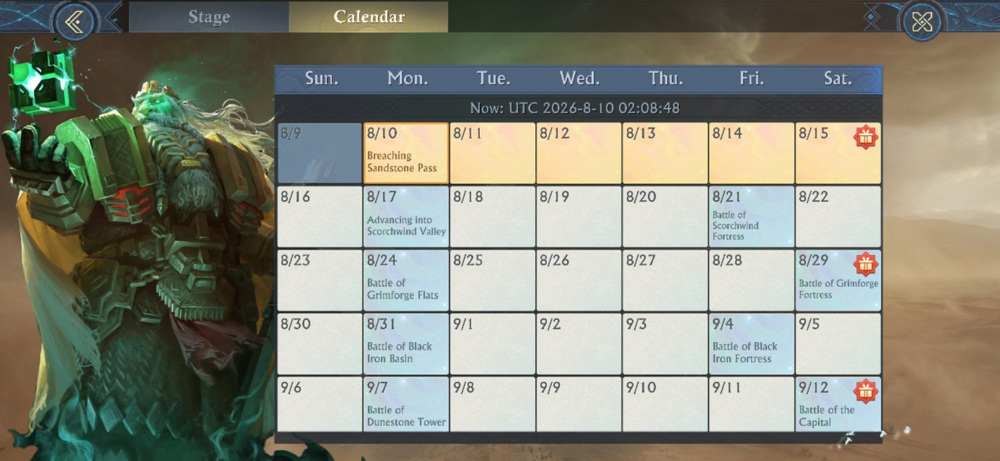 Stage
Calendar
Sun. Mon. Tue. Wed. Thu. Fri. Sat.
Now: UTC 2026-8-10 02:08:48
8/9
8/10
Breaching
Sandstone Pass
8/11
8/12
8/13
8/14
8/15
8/16
8/17
Advancing into
Scorchwind Valley
8/18
8/19
8/20
8/21
Battle of
Scorchwind
Fortress
8/22
8/23
8/24
Battle of
Grimforge Flats
8/25
8/26
8/27
8/28
8/29
Battle of Grimforge
Fortress
8/30
8/31
Battle of Black
Iron Basin
9/1
9/2
9/3
9/4
Battle of Black
Iron Fortress
9/5
9/6
9/7
Battle of
Dunestone Tower
9/8
9/9
9/10
9/11
9/12
Battle of the
Capital